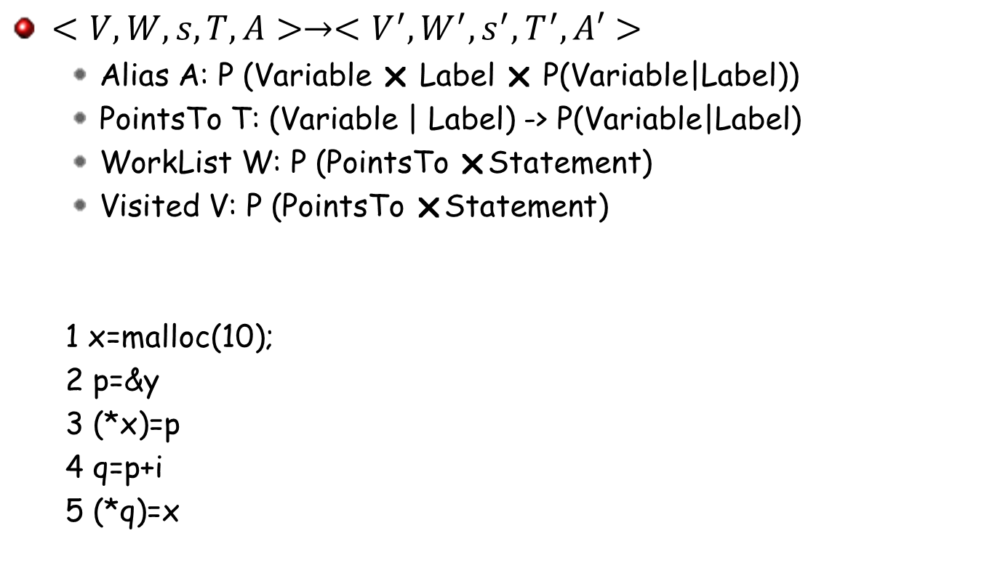 < V, W, s, T, A >→< V′, W′, s′, T′, A′ >
Alias A: P (Variable × Label × P(Variable|Label))
PointsTo T: (Variable | Label) -> P(Variable|Label)
WorkList W: P (PointsTo ×Statement)
Visited V: P (PointsTo ×Statement)
1 x=malloc(10);
2 p=&y
3 (*x)=p
4 q=p+i
5 (*q)=x